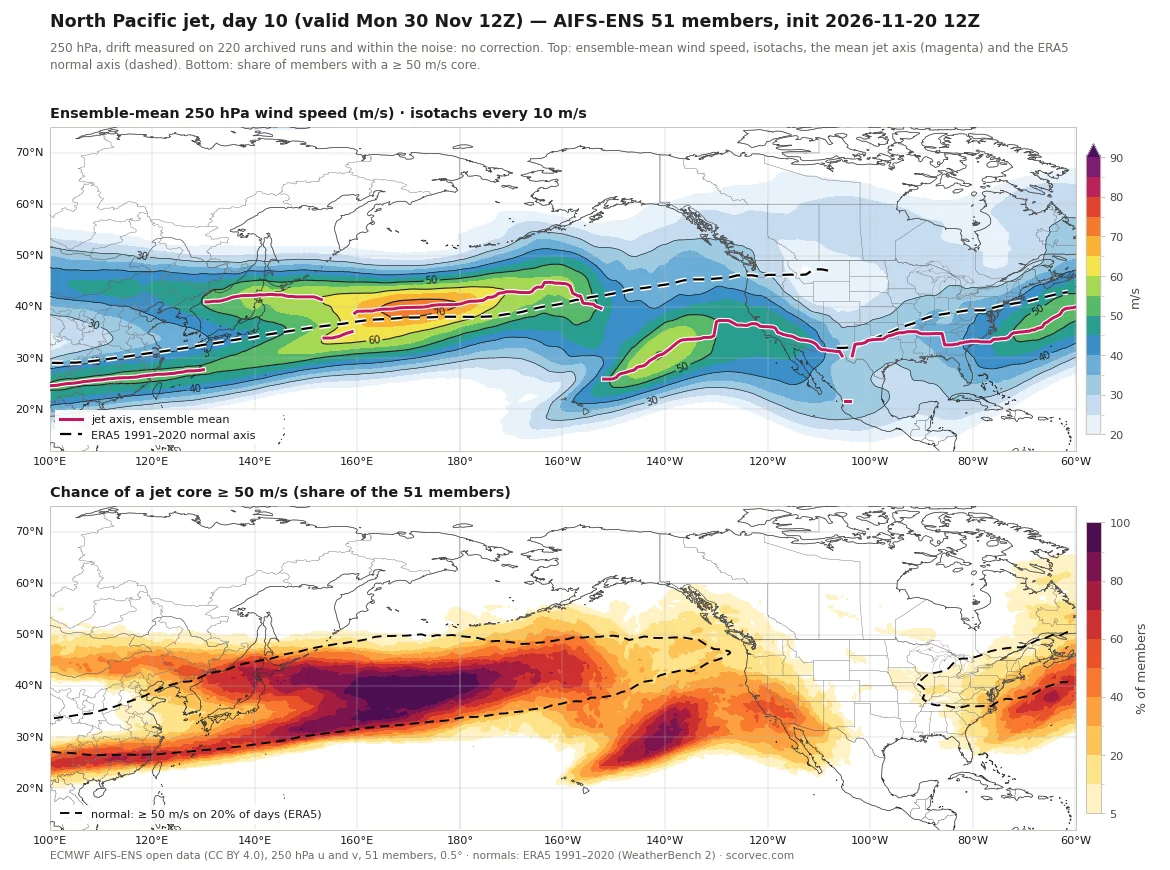 North Pacific jet, day 10 (valid Mon 30 Nov 12Z) — AIFS-ENS 51 members, init 2026-11-20 12Z
250 hPa, drift measured on 220 archived runs and within the noise: no correction. Top: ensemble-mean wind speed, isotachs, the mean jet axis (magenta) and the ERA5
normal axis (dashed). Bottom: share of members with a ≥ 50 m/s core.
Ensemble-mean 250 hPa wind speed (m/s) · isotachs every 10 m/s
70°N
60°N
50°N
40°N
30°N
20°N
30
30
40
50
60
70
50
30
50
40
jet axis, ensemble mean
ERA5 1991–2020 normal axis
100°E 120°E 140°E 160°E 180° 160°W 140°W 120°W 100°W 80°W 60°W
90
80
70
60
50
40
30
20
m/s
Chance of a jet core ≥ 50 m/s (share of the 51 members)
70°N
60°N
50°N
40°N
30°N
20°N
normal: ≥ 50 m/s on 20% of days (ERA5)
100°E 120°E 140°E 160°E 180° 160°W 140°W 120°W 100°W 80°W 60°W
100
80
60
40
20
5
% of members
ECMWF AIFS-ENS open data (CC BY 4.0), 250 hPa u and v, 51 members, 0.5° · normals: ERA5 1991–2020 (WeatherBench 2) · scorvec.com